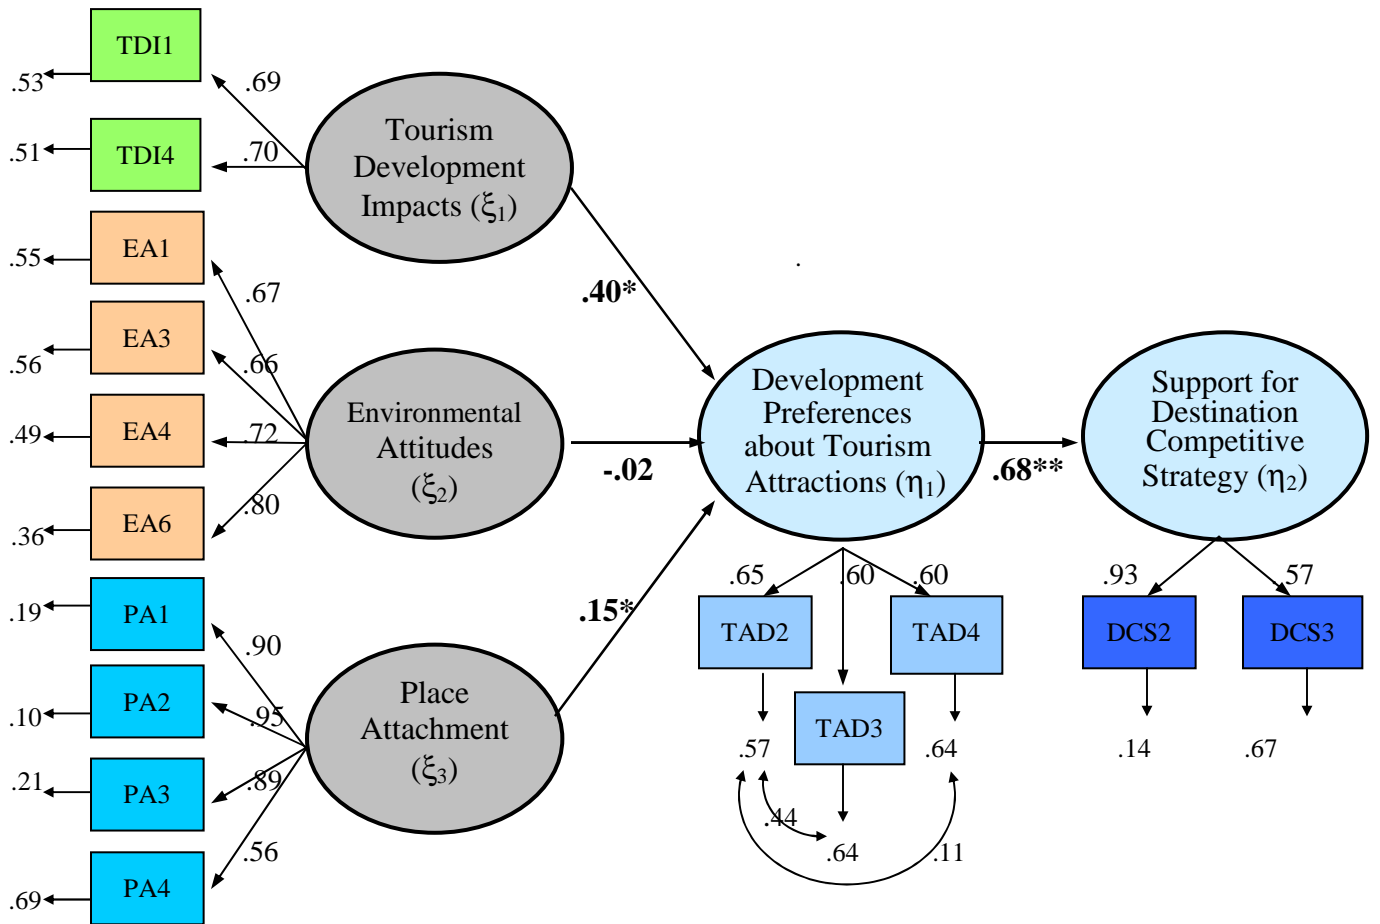 TDI1
.53
.69
TDI4
.51
.70
Tourism
Development
Impacts (ξ1)
EA1
.55
.67
EA3
.56
.66
EA4
.49
.72
EA6
.36
.80
Environmental
Attitudes
(ξ2)
PA1
.19
.90
PA2
.10
.95
PA3
.21
.89
PA4
.69
.56
Place
Attachment
(ξ3)
.40*
-.02
.15*
.
Development
Preferences
about Tourism
Attractions (η1)
.68**
Support for
Destination
Competitive
Strategy (η2)
.65
.60
.60
TAD2
TAD4
TAD3
.57
.64
.44
.64
.11
.93
.57
DCS2
DCS3
.14
.67